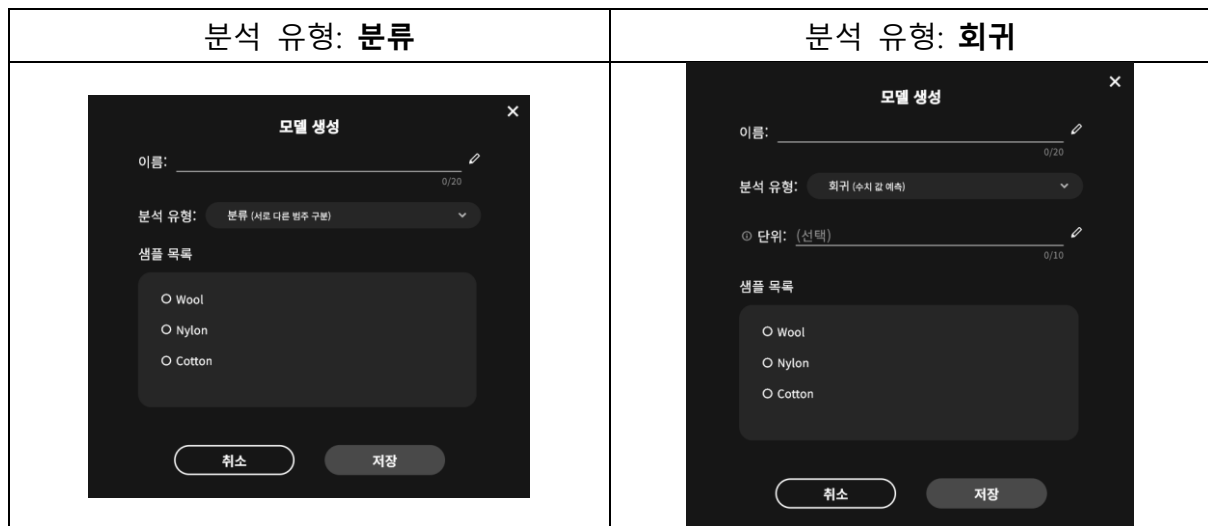 분석 유형: 분류
분석 유형: 회귀
모델 생성
이름:
0/20
분석 유형: 분류 (서로 다른 범주 구분)
샘플 목록
Wool
Nylon
Cotton
취소 저장
모델 생성
이름:
0/20
분석 유형: 회귀 (수치 값 예측)
단위: (선택)
0/10
샘플 목록
Wool
Nylon
Cotton
취소 저장